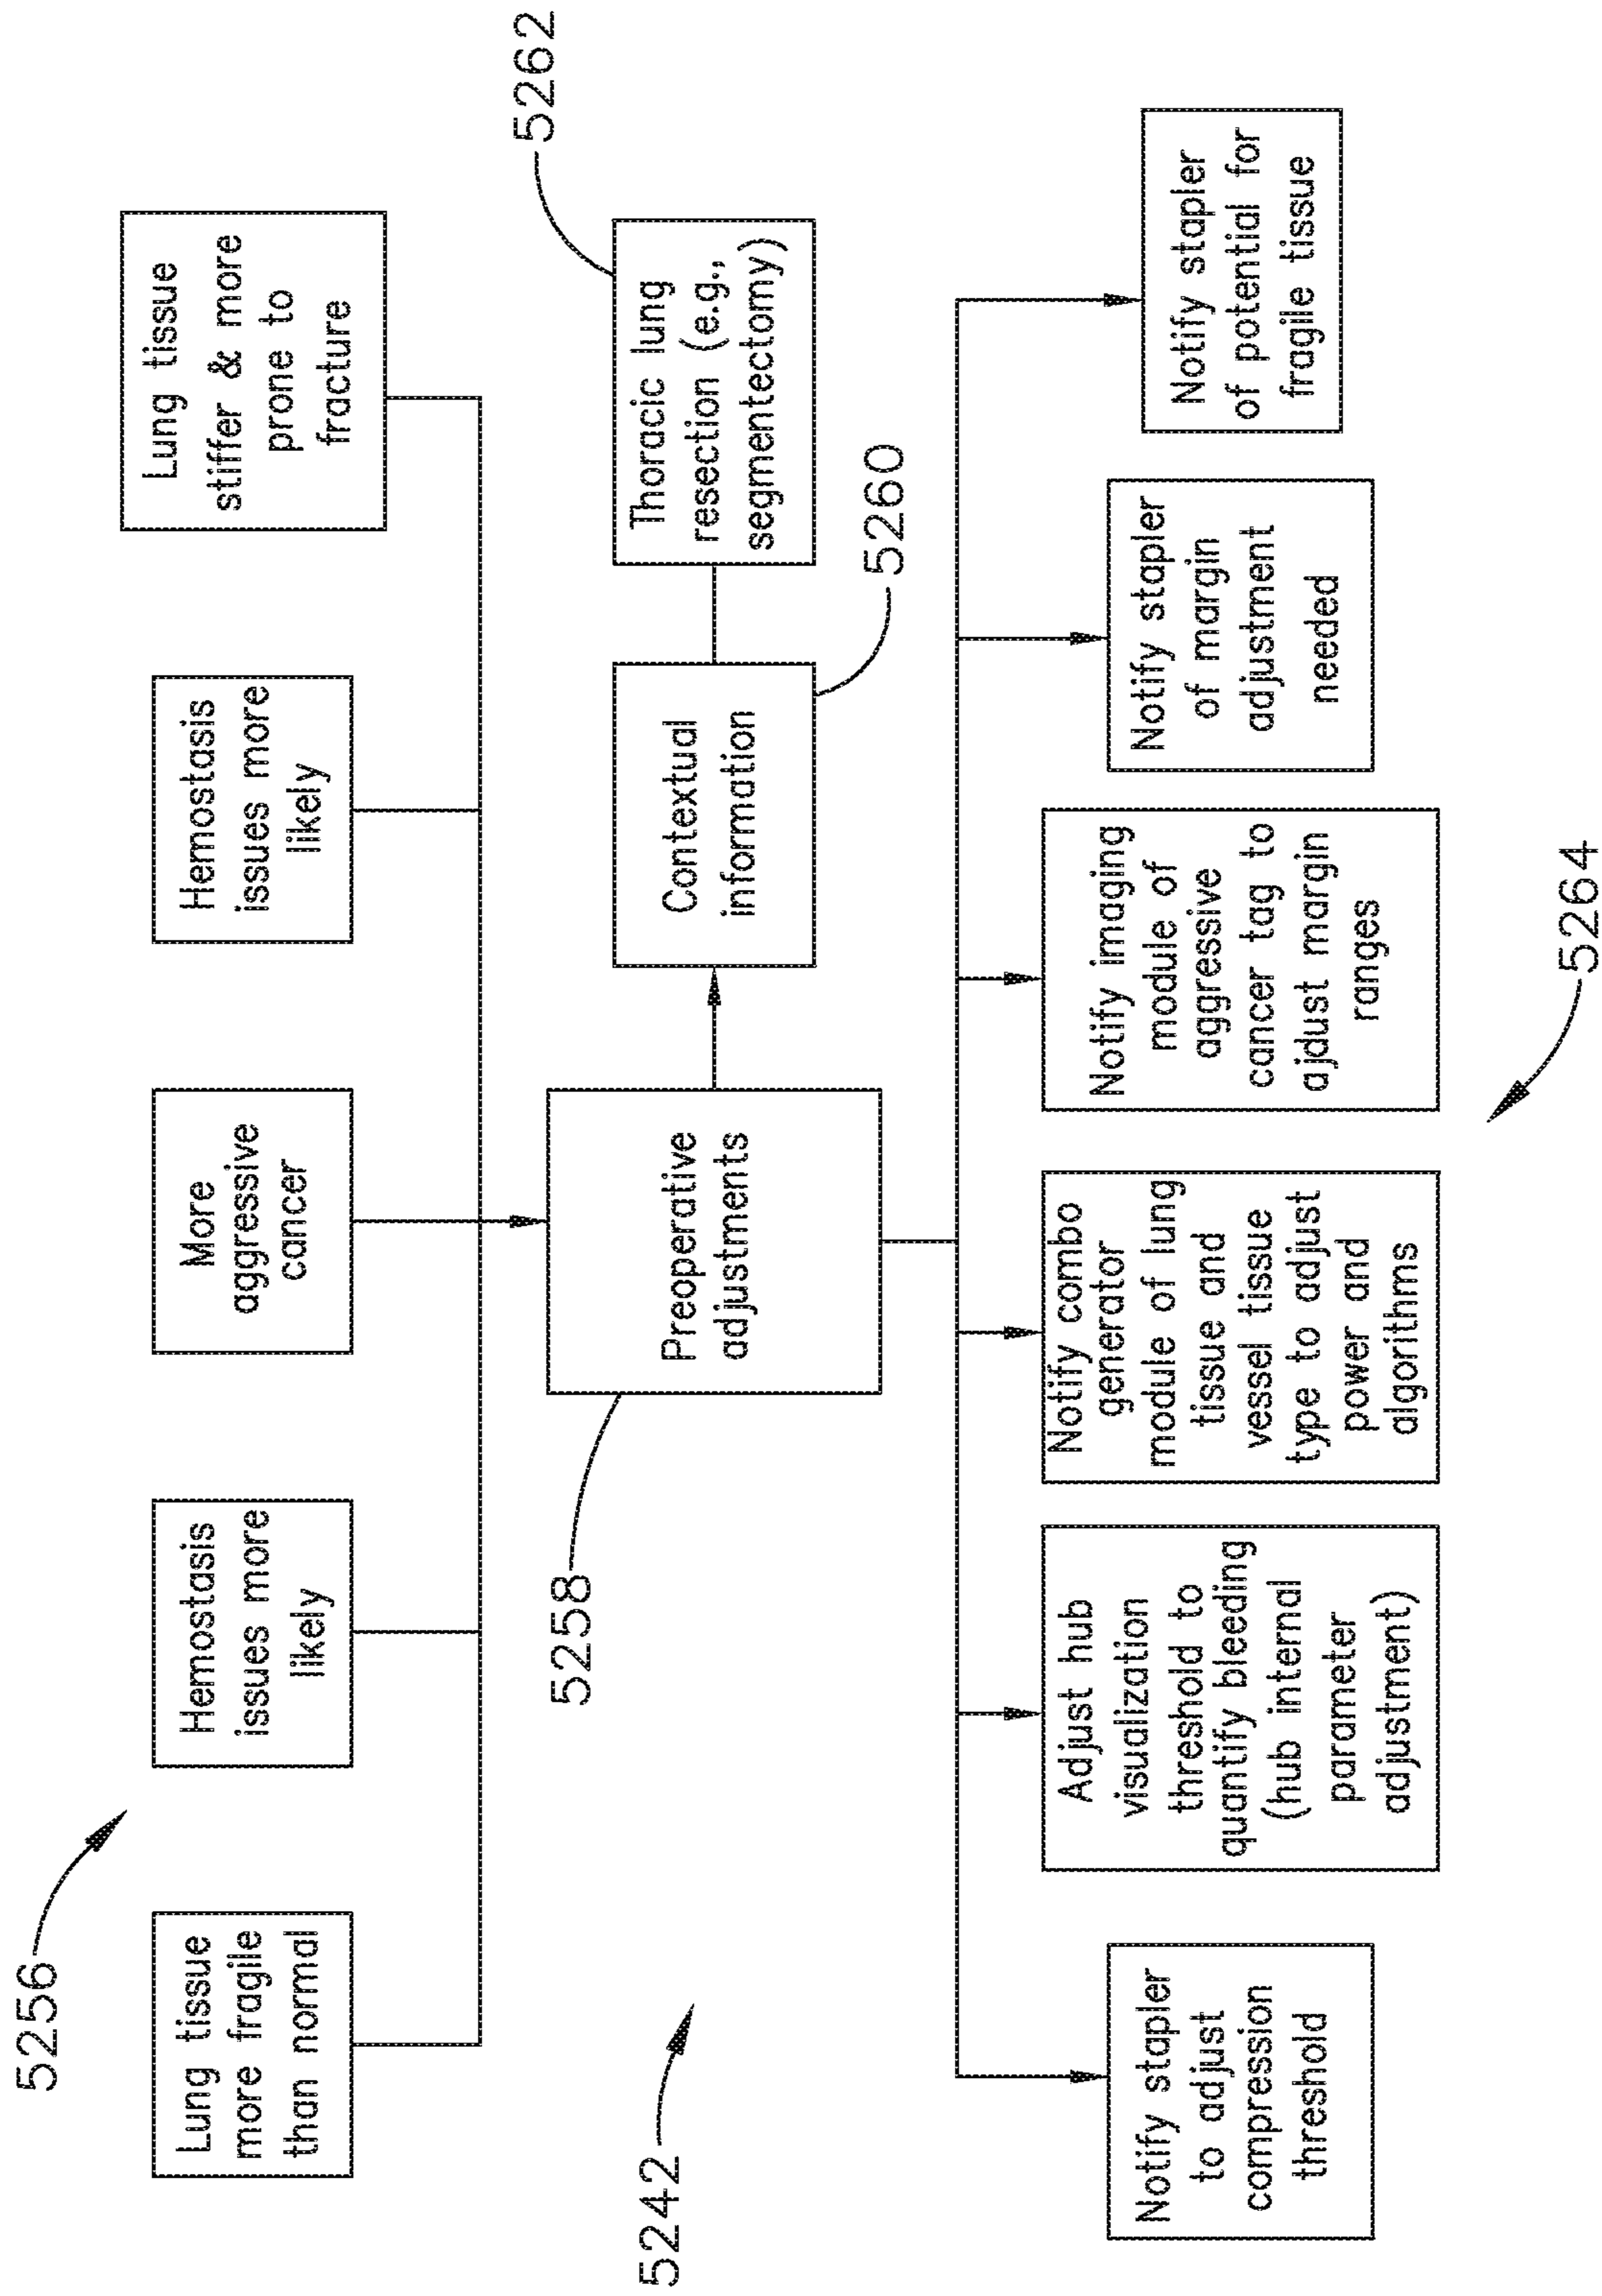 5256
Lung tissue
more fragile
than normal
Hemostasis
issues more
likely
More
aggressive
cancer
Hemostasis
issues more
likely
Lung tissue
stiffer & more
prone to
fracture
5242
5258
Preoperative
adjustments
Contextual
information
5260
Thoracic lung
resection (e.g.,
segmentectomy)
5262
Notify stapler
to adjust
compression
threshold
Adjust hub
visualization
threshold to
quantify bleeding
(hub internal
parameter
adjustment)
Notify combo
generator
module of lung
tissue and
vessel tissue
type to adjust
power and
algorithms
Notify imaging
module of
aggressive
cancer tag to
ajdust margin
ranges
Notify stapler
of margin
adjustment
needed
Notify stapler
of potential for
fragile tissue
5264